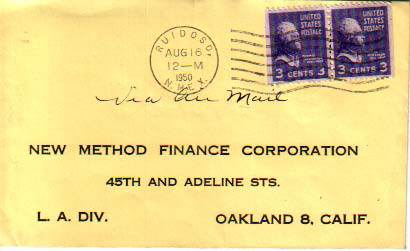 RUIDOSO,
AUG 16
12—M
1950
N. MEX.
UNITED STATES POSTAGE
3 CENTS 3
UNITED STATES POSTAGE
3 CENTS 3
Via Air Mail
NEW METHOD FINANCE CORPORATION
45TH AND ADELINE STS.
L. A. DIV. OAKLAND 8, CALIF.